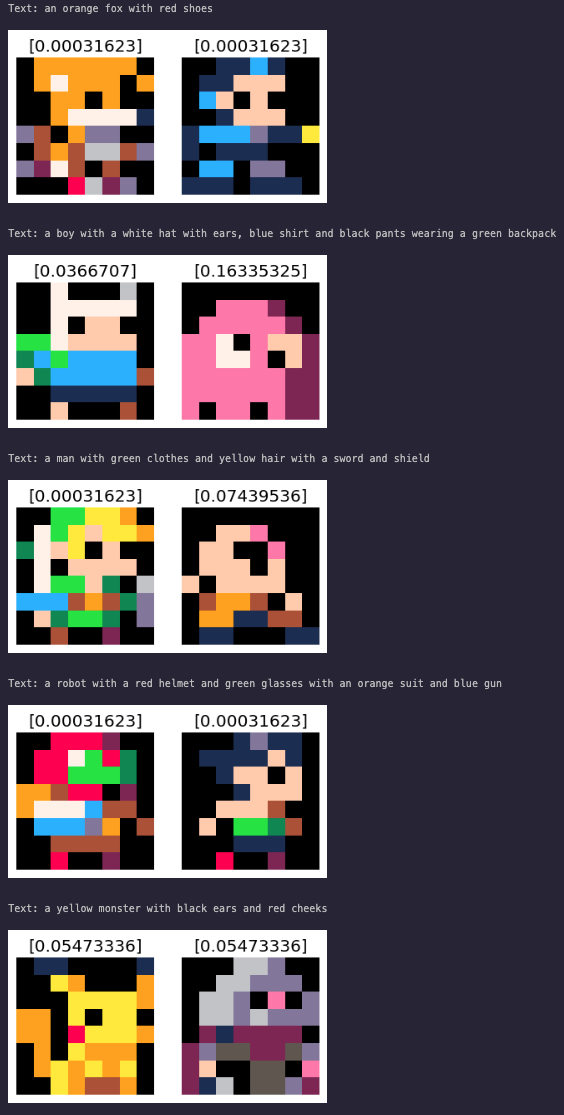 Text: an orange fox with red shoes
[0.00031623] [0.00031623]
Text: a boy with a white hat with ears, blue shirt and black pants wearing a green backpack
[0.0366707] [0.16335325]
Text: a man with green clothes and yellow hair with a sword and shield
[0.00031623] [0.07439536]
Text: a robot with a red helmet and green glasses with an orange suit and blue gun
[0.00031623] [0.00031623]
Text: a yellow monster with black ears and red cheeks
[0.05473336] [0.05473336]